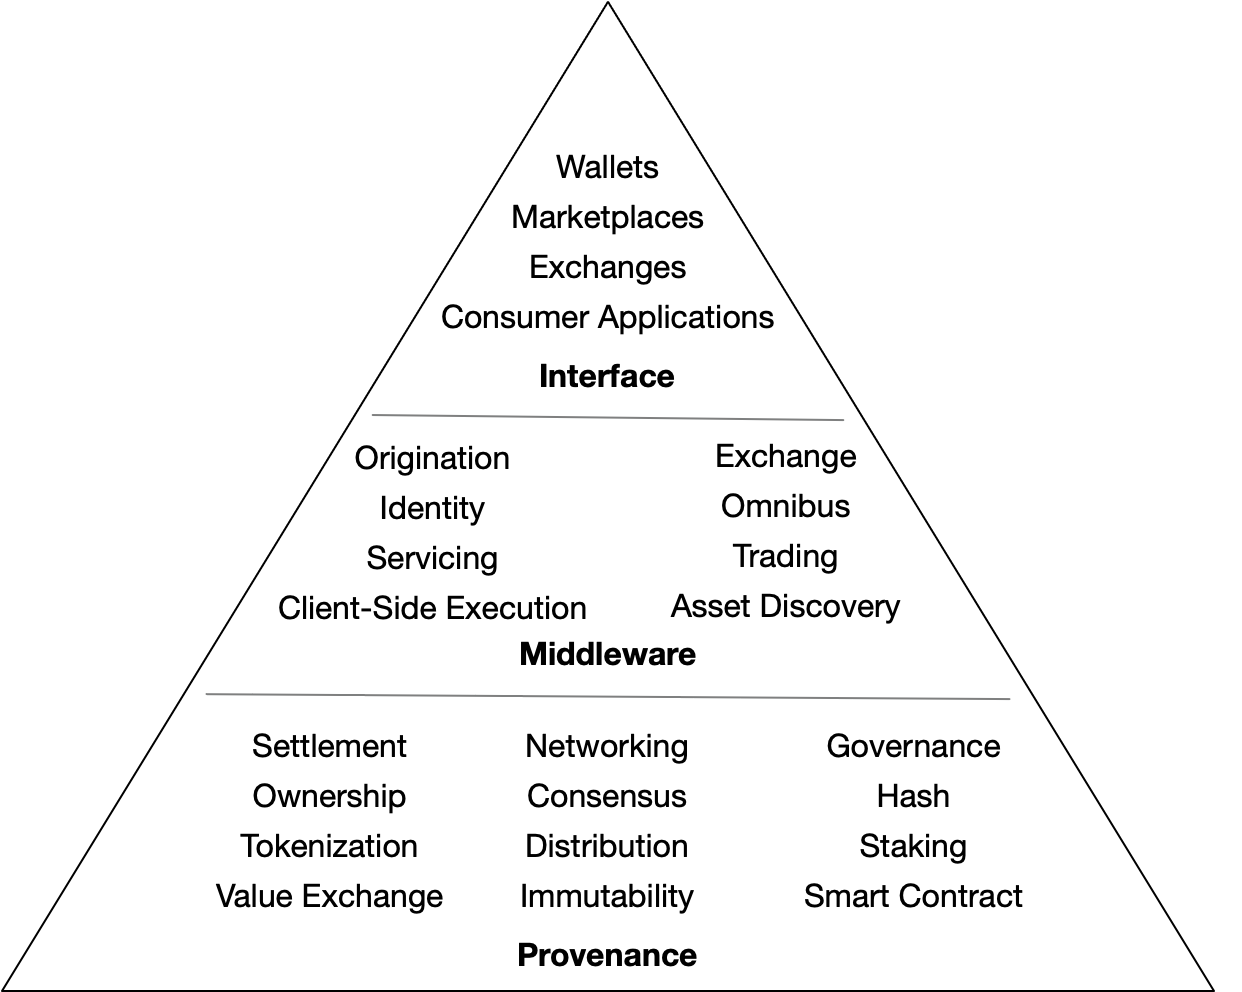 Wallets
Marketplaces
Exchanges
Consumer Applications
Interface
Origination
Identity
Servicing
Client-Side Execution
Exchange
Omnibus
Trading
Asset Discovery
Middleware
Settlement
Ownership
Tokenization
Value Exchange
Networking
Consensus
Distribution
Immutability
Governance
Hash
Staking
Smart Contract
Provenance